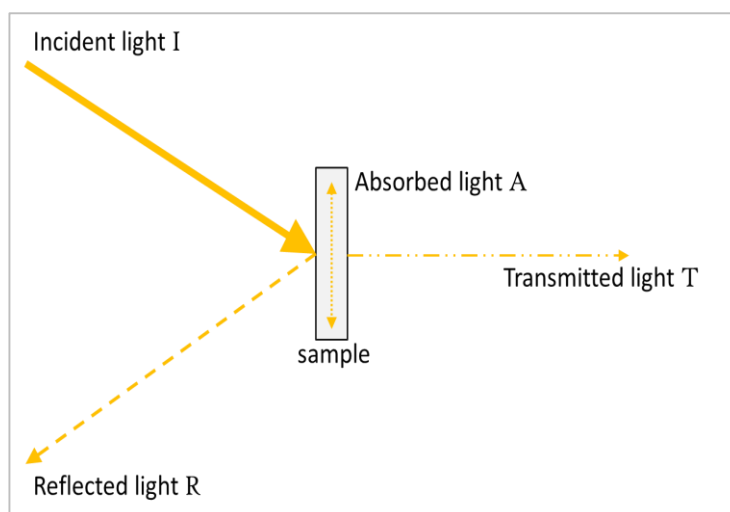 Incident light I
Absorbed light A
Transmitted light T
sample
Reflected light R